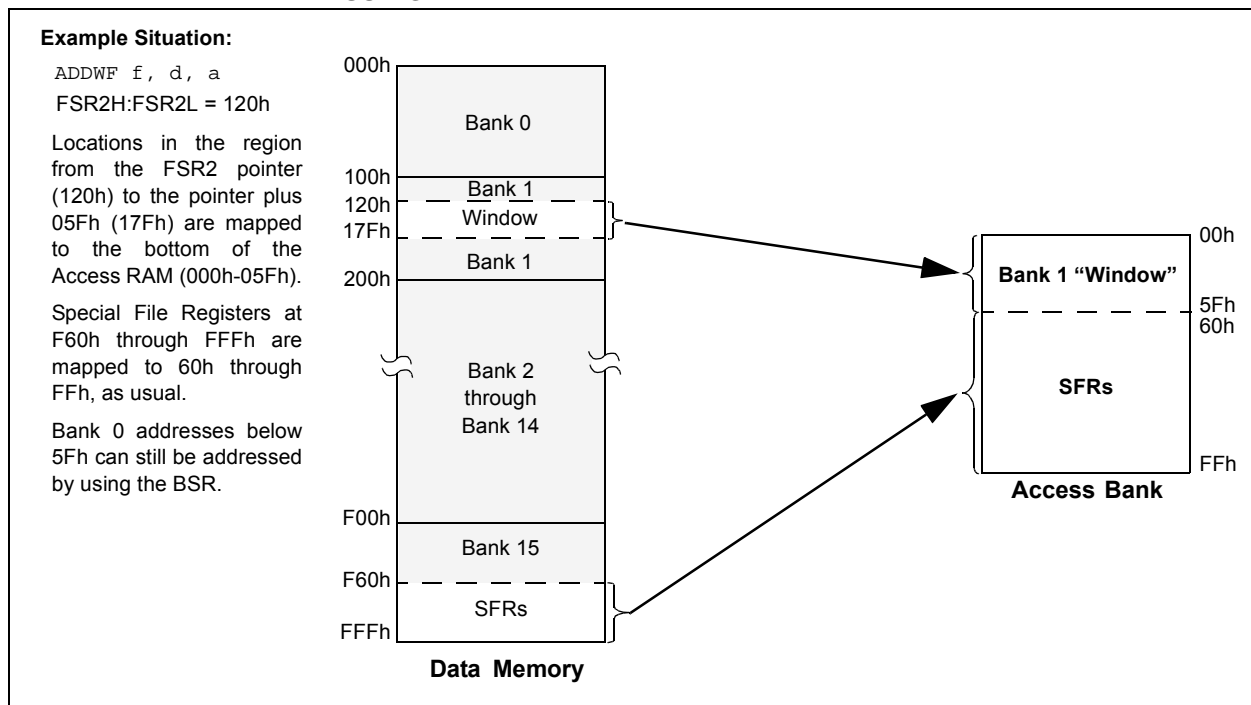 Example Situation:
ADDWF f, d, a
FSR2H:FSR2L = 120h
Locations in the region
from the FSR2 pointer
(120h) to the pointer plus
05Fh (17Fh) are mapped
to the bottom of the
Access RAM (000h-05Fh).
Special File Registers at
F60h through FFFh are
mapped to 60h through
FFh, as usual.
Bank 0 addresses below
5Fh can still be addressed
by using the BSR.
000h
Bank 0
100h
Bank 1
120h
Window
17Fh
Bank 1
200h
Bank 2
through
Bank 14
F00h
Bank 15
F60h
SFRs
FFFh
Data Memory
00h
Bank 1 “Window”
5Fh
60h
SFRs
FFh
Access Bank